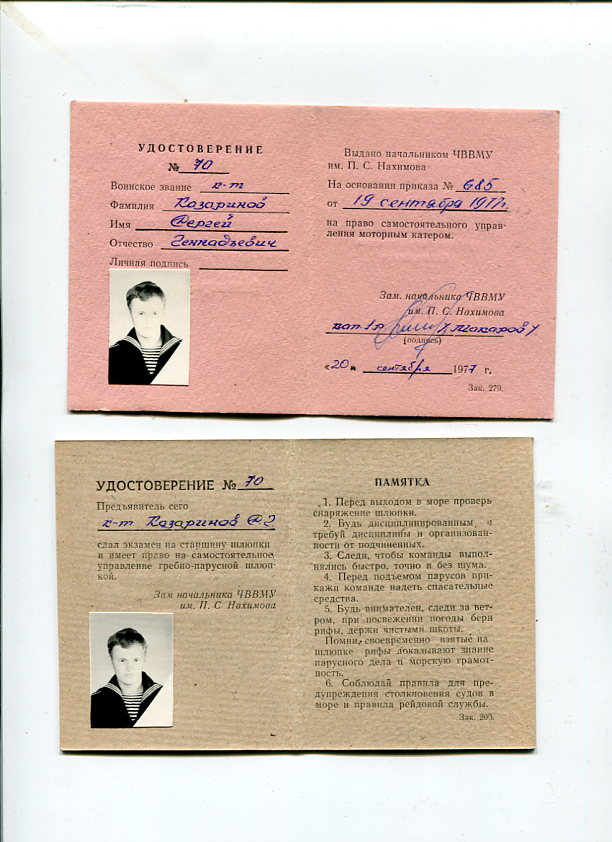 УДОСТОВЕРЕНИЕ
№ 70
Воинское звание к-т
Фамилия Казаринов
Имя Сергей
Отчество Геннадьевич
Личная подпись
Выдано начальником ЧВВМУ
им. П. С. Нахимова
На основании приказа № 685
от 19 сентября 1977г.
на право самостоятельного управ-
ления моторным катером.
Зам. начальника ЧВВМУ
им. П. С. Нахимова
кап. 1 р. /Макаров/
(подпись)
«20» сентября 1977 г.
Зак. 279.
УДОСТОВЕРЕНИЕ № 70
Предъявитель сего
к-т Казаринов
сдал экзамен на старшину шлюпки
и имеет право на самостоятельное
управление гребно-парусной шлюп-
кой.
Зам начальника ЧВВМУ
им. П. С Нахимова
ПАМЯТКА
1. Перед выходом в море проверь
снаряжение шлюпки.
2. Будь дисциплинированным, и
требуй дисциплины и организован-
ности от подчиненных.
3. Следи, чтобы команды выпол-
нялись быстро, точно и без шума.
4. Перед подъемом парусов при-
кажи команде надеть спасательные
средства.
5. Будь внимателен, следи за вет-
ром, при посвежении погоды бери
рифы, держи чистыми шкоты.
Помни, своевременно взятые на
шлюпке рифы доказывают знание
парусного дела и морскую грамот-
ность.
6. Соблюдай правила для пре-
дупреждения столкновения судов в
море и правила рейдовой службы.
Зак. 200.